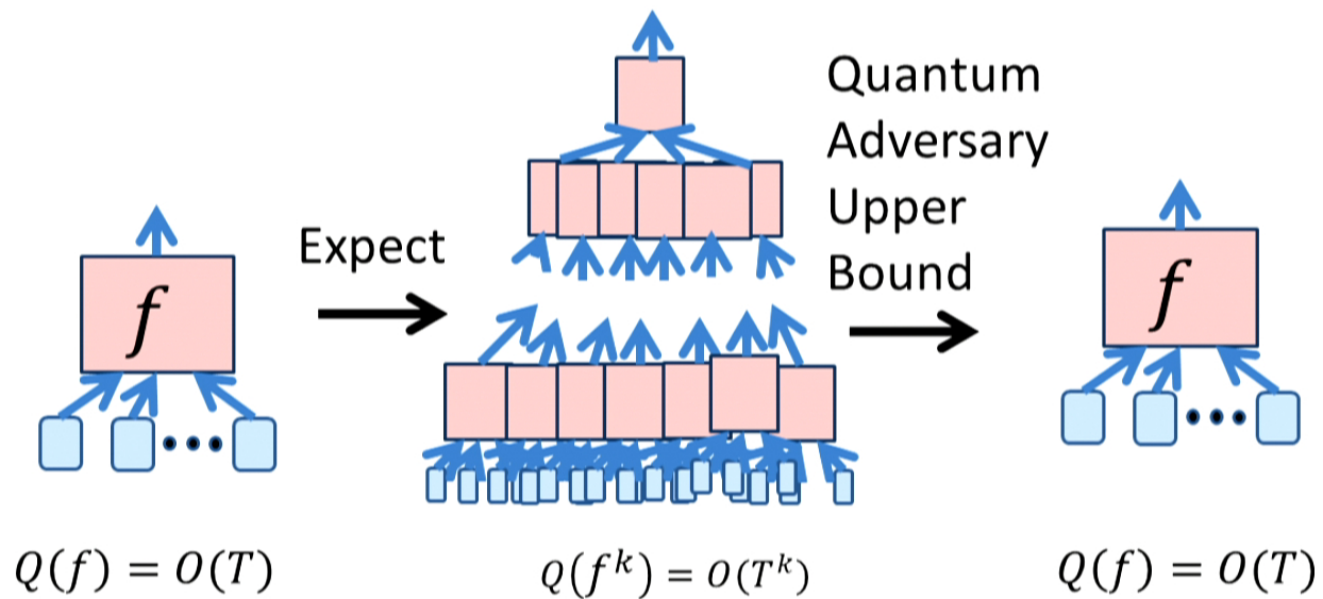 Expect
Quantum
Adversary
Upper
Bound
f
f
Q(f) = O(T)
Q(f^k) = O(T^k)
Q(f) = O(T)